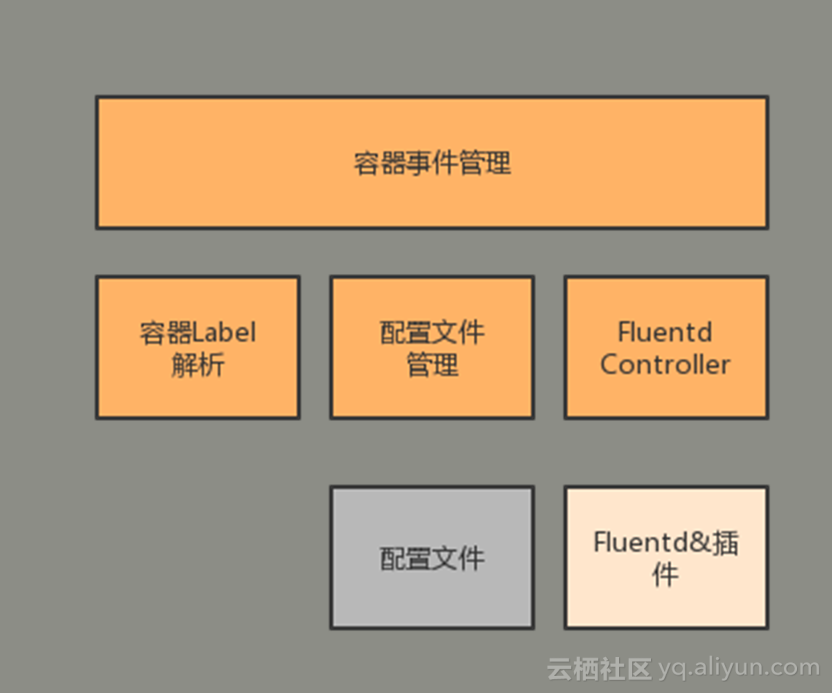 容器事件管理
容器Label
解析
配置文件
管理
Fluentd
Controller
配置文件
Fluentd&插
件
云栖社区 yq.aliyun.com